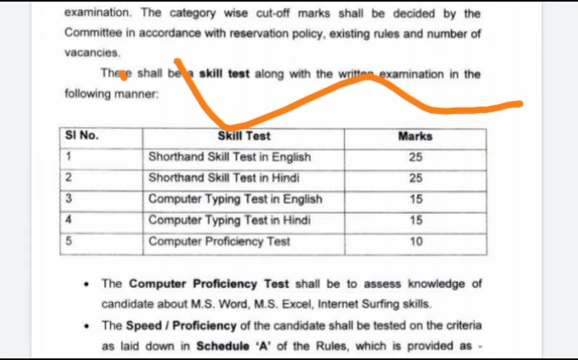 examination. The category wise cut-off marks shall be decided by the
Committee in accordance with reservation policy, existing rules and number of
vacancies.
There shall be a skill test along with the written examination in the
following manner:
Sl No. Skill Test Marks
1 Shorthand Skill Test in English 25
2 Shorthand Skill Test in Hindi 25
3 Computer Typing Test in English 15
4 Computer Typing Test in Hindi 15
5 Computer Proficiency Test 10
• The Computer Proficiency Test shall be to assess knowledge of
candidate about M.S. Word, M.S. Excel, Internet Surfing skills.
• The Speed / Proficiency of the candidate shall be tested on the criteria
as laid down in Schedule 'A' of the Rules, which is provided as -